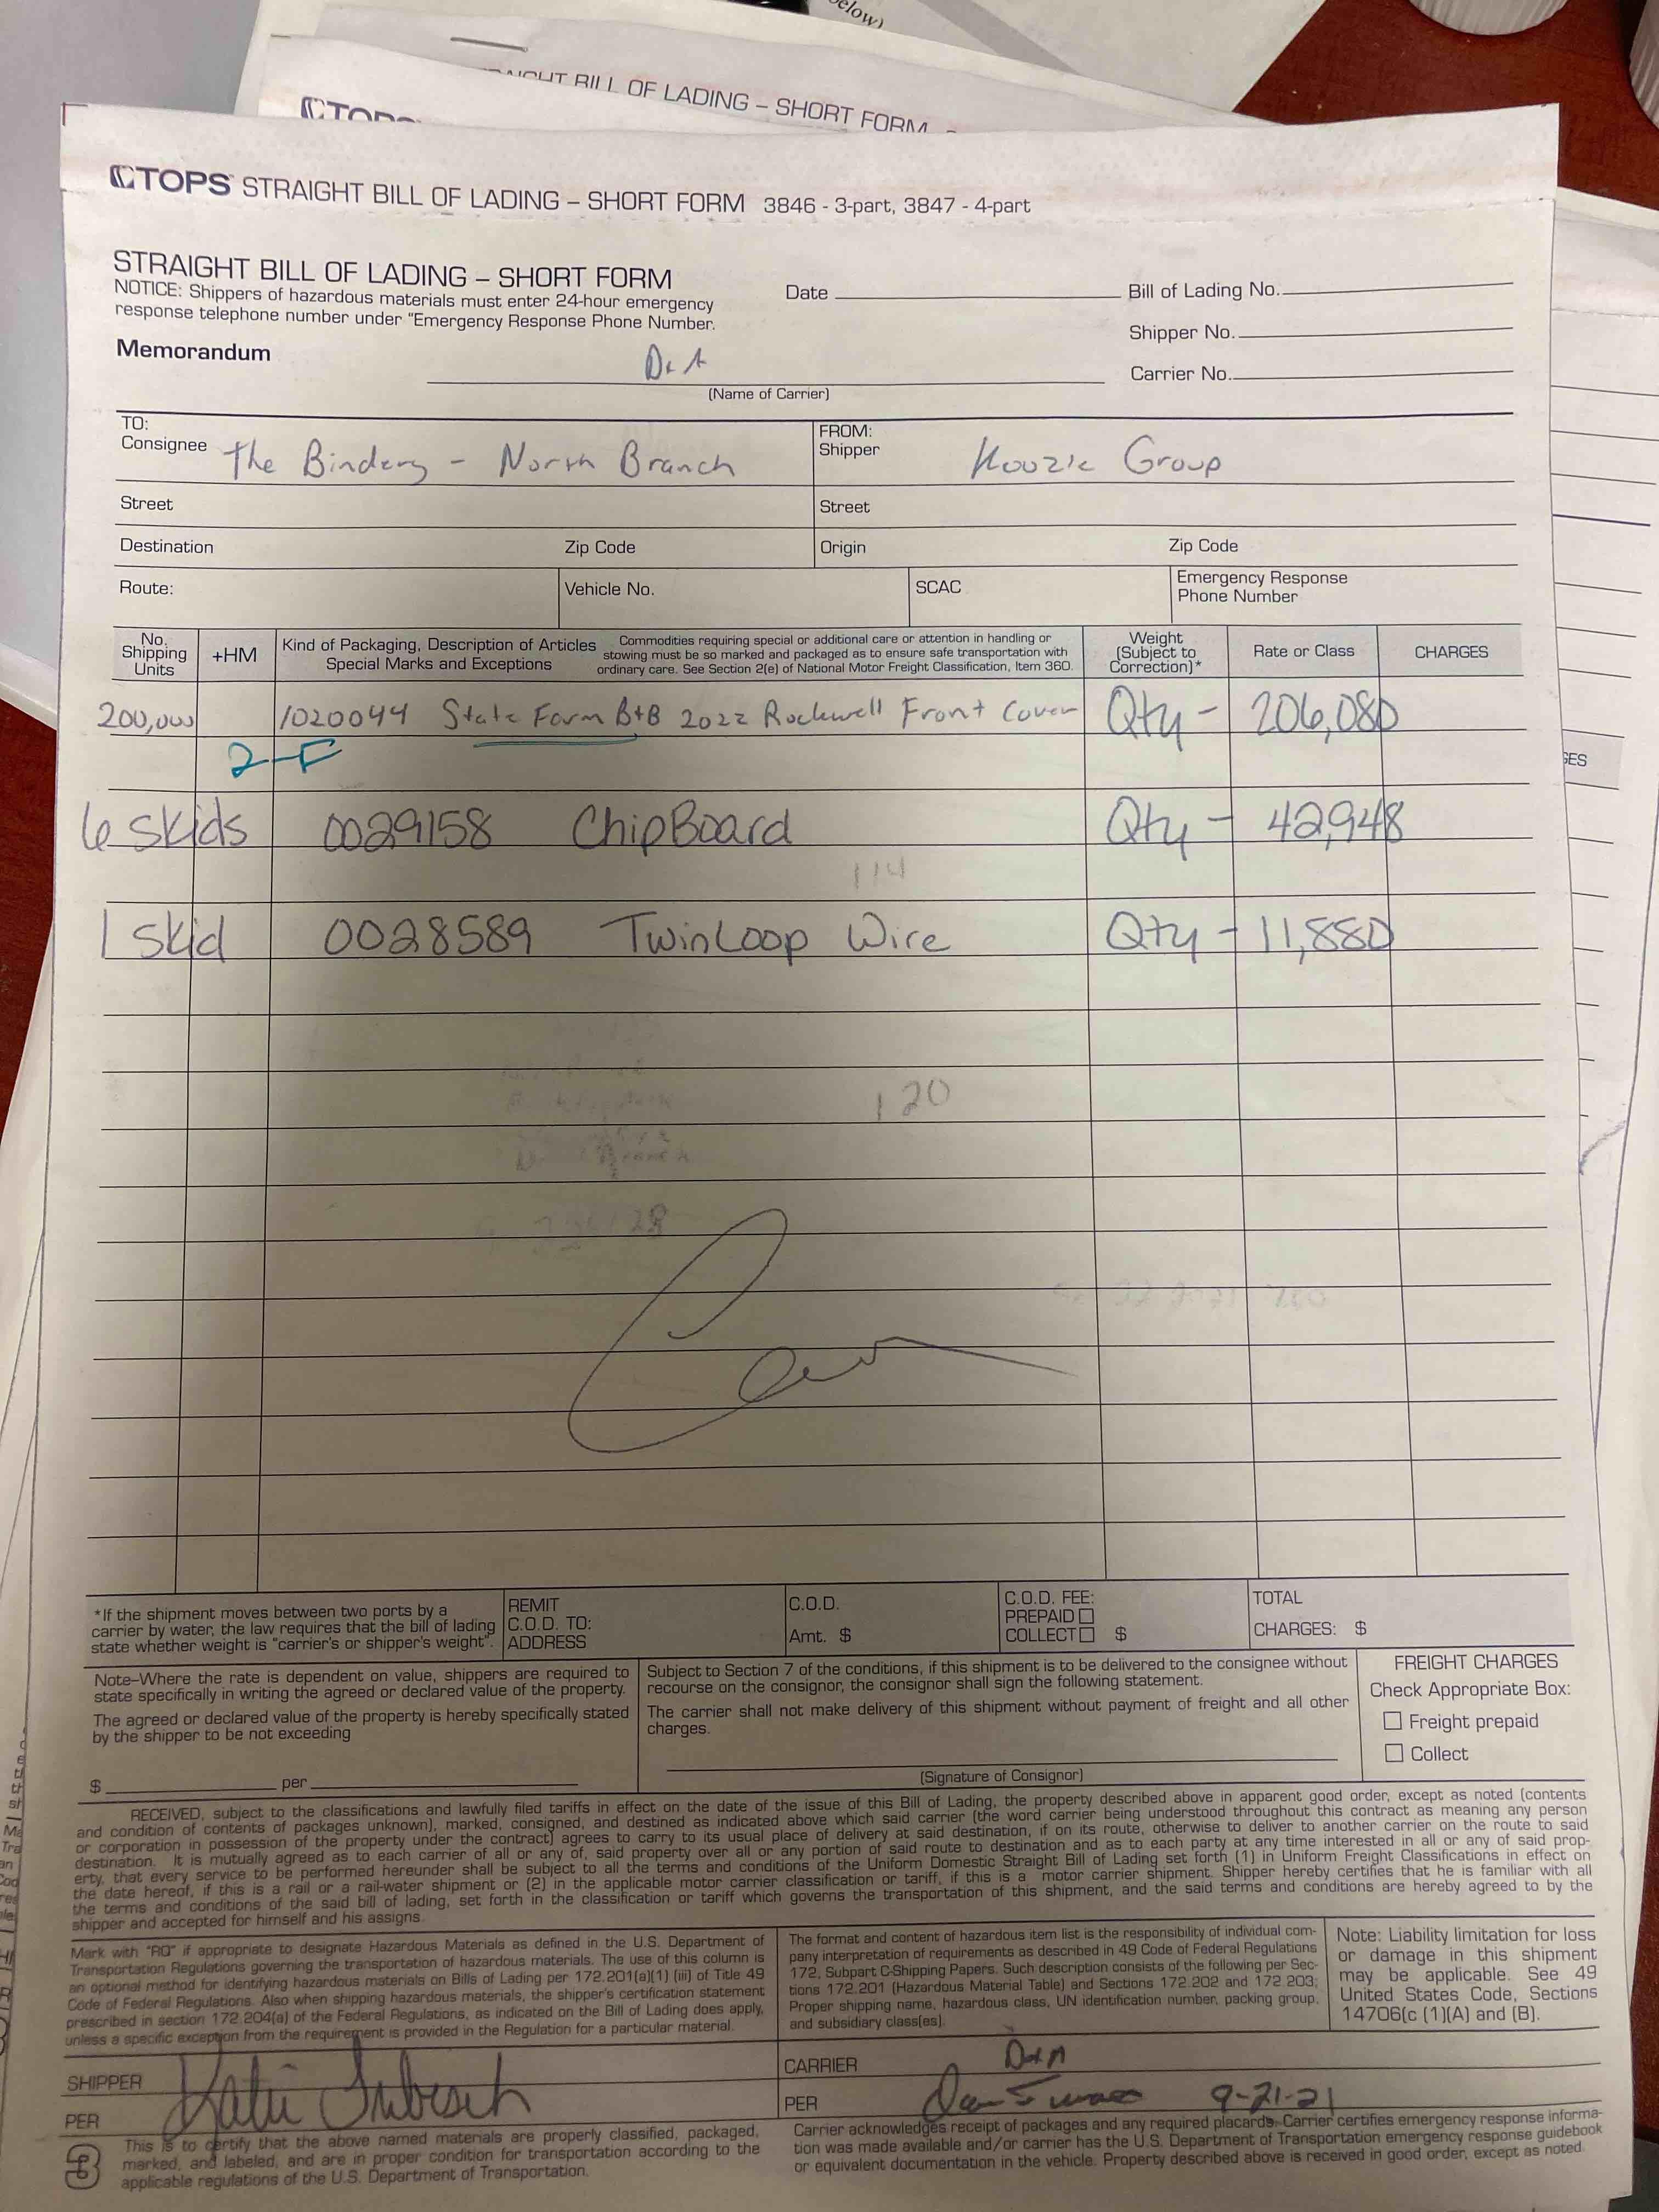 elow)
BILL OF LADING – SHORT FORM
TOPS
TOPS STRAIGHT BILL OF LADING – SHORT FORM 3846 - 3-part, 3847 - 4-part
STRAIGHT BILL OF LADING – SHORT FORM
NOTICE: Shippers of hazardous materials must enter 24-hour emergency
response telephone number under "Emergency Response Phone Number.
Date
Bill of Lading No.
Shipper No.
Memorandum
Carrier No.
(Name of Carrier)
TO:
Consignee The Bindery - North Branch
FROM:
Shipper Koozie Group
Street
Street
Destination Zip Code
Origin Zip Code
Route:
Vehicle No.
SCAC
Emergency Response
Phone Number
No.
Shipping
Units
+HM
Kind of Packaging, Description of Articles
Special Marks and Exceptions
Commodities requiring special or additional care or attention in handling or
stowing must be so marked and packaged as to ensure safe transportation with
ordinary care. See Section 2(e) of National Motor Freight Classification, Item 360.
Weight
(Subject to
Correction)*
Rate or Class
CHARGES
200,000 1020044 State Farm B+B 2022 Rockwell Front Cover Qty - 206,080
2-F
GES
6 skids 0029158 ChipBoard Qty - 42,948
114
1 skid 0028589 TwinLoop Wire Qty - 11,880
120
Branch
*If the shipment moves between two ports by a
carrier by water, the law requires that the bill of lading
state whether weight is "carrier's or shipper's weight".
REMIT
C.O.D. TO:
ADDRESS
C.O.D.
Amt. $
C.O.D. FEE:
PREPAID
COLLECT $
TOTAL
CHARGES: $
Note–Where the rate is dependent on value, shippers are required to
state specifically in writing the agreed or declared value of the property.
The agreed or declared value of the property is hereby specifically stated
by the shipper to be not exceeding
$ per
Subject to Section 7 of the conditions, if this shipment is to be delivered to the consignee without
recourse on the consignor, the consignor shall sign the following statement.
The carrier shall not make delivery of this shipment without payment of freight and all other
charges.
(Signature of Consignor)
FREIGHT CHARGES
Check Appropriate Box:
Freight prepaid
Collect
RECEIVED, subject to the classifications and lawfully filed tariffs in effect on the date of the issue of this Bill of Lading, the property described above in apparent good order, except as noted (contents
and condition of contents of packages unknown), marked, consigned, and destined as indicated above which said carrier (the word carrier being understood throughout this contract as meaning any person
or corporation in possession of the property under the contract) agrees to carry to its usual place of delivery at said destination, if on its route, otherwise to deliver to another carrier on the route to said
destination. It is mutually agreed as to each carrier of all or any of, said property over all or any portion of said route to destination and as to each party at any time interested in all or any of said prop-
erty, that every service to be performed hereunder shall be subject to all the terms and conditions of the Uniform Domestic Straight Bill of Lading set forth (1) in Uniform Freight Classifications in effect on
the date hereof, if this is a rail or a rail-water shipment or (2) in the applicable motor carrier classification or tariff, if this is a motor carrier shipment. Shipper hereby certifies that he is familiar with all
the terms and conditions of the said bill of lading, set forth in the classification or tariff which governs the transportation of this shipment, and the said terms and conditions are hereby agreed to by the
shipper and accepted for himself and his assigns.
Mark with "RQ" if appropriate to designate Hazardous Materials as defined in the U.S. Department of
Transportation Regulations governing the transportation of hazardous materials. The use of this column is
an optional method for identifying hazardous materials on Bills of Lading per 172.201(a)(1) (iii) of Title 49
Code of Federal Regulations. Also when shipping hazardous materials, the shipper's certification statement
prescribed in section 172.204(a) of the Federal Regulations, as indicated on the Bill of Lading does apply,
unless a specific exception from the requirement is provided in the Regulation for a particular material.
The format and content of hazardous item list is the responsibility of individual com-
pany interpretation of requirements as described in 49 Code of Federal Regulations
172, Subpart C-Shipping Papers. Such description consists of the following per Sec-
tions 172.201 (Hazardous Material Table) and Sections 172.202 and 172.203;
Proper shipping name, hazardous class, UN identification number, packing group,
and subsidiary class(es).
Note: Liability limitation for loss
or damage in this shipment
may be applicable. See 49
United States Code, Sections
14706(c (1)(A) and (B).
SHIPPER
PER Katie
CARRIER
PER 9-21-21
3
This is to certify that the above named materials are properly classified, packaged,
marked, and labeled, and are in proper condition for transportation according to the
applicable regulations of the U.S. Department of Transportation.
Carrier acknowledges receipt of packages and any required placards. Carrier certifies emergency response informa-
tion was made available and/or carrier has the U.S. Department of Transportation emergency response guidebook
or equivalent documentation in the vehicle. Property described above is received in good order, except as noted.